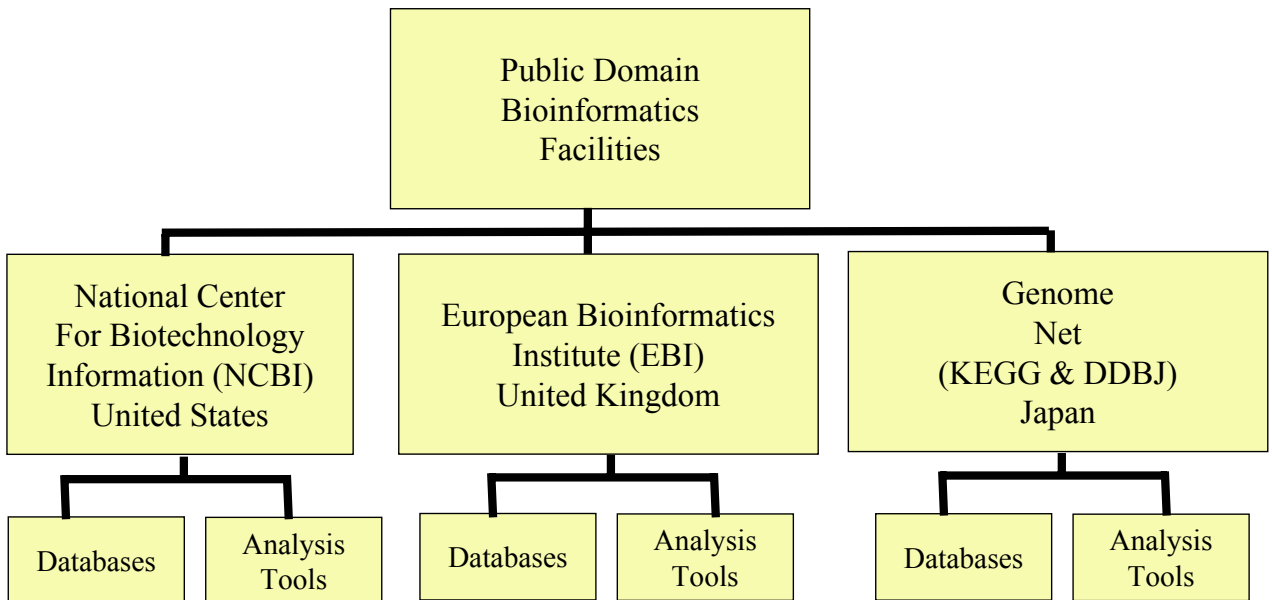 Public Domain
Bioinformatics
Facilities
National Center
For Biotechnology
Information (NCBI)
United States
European Bioinformatics
Institute (EBI)
United Kingdom
Genome
Net
(KEGG & DDBJ)
Japan
Databases
Analysis
Tools
Databases
Analysis
Tools
Databases
Analysis
Tools